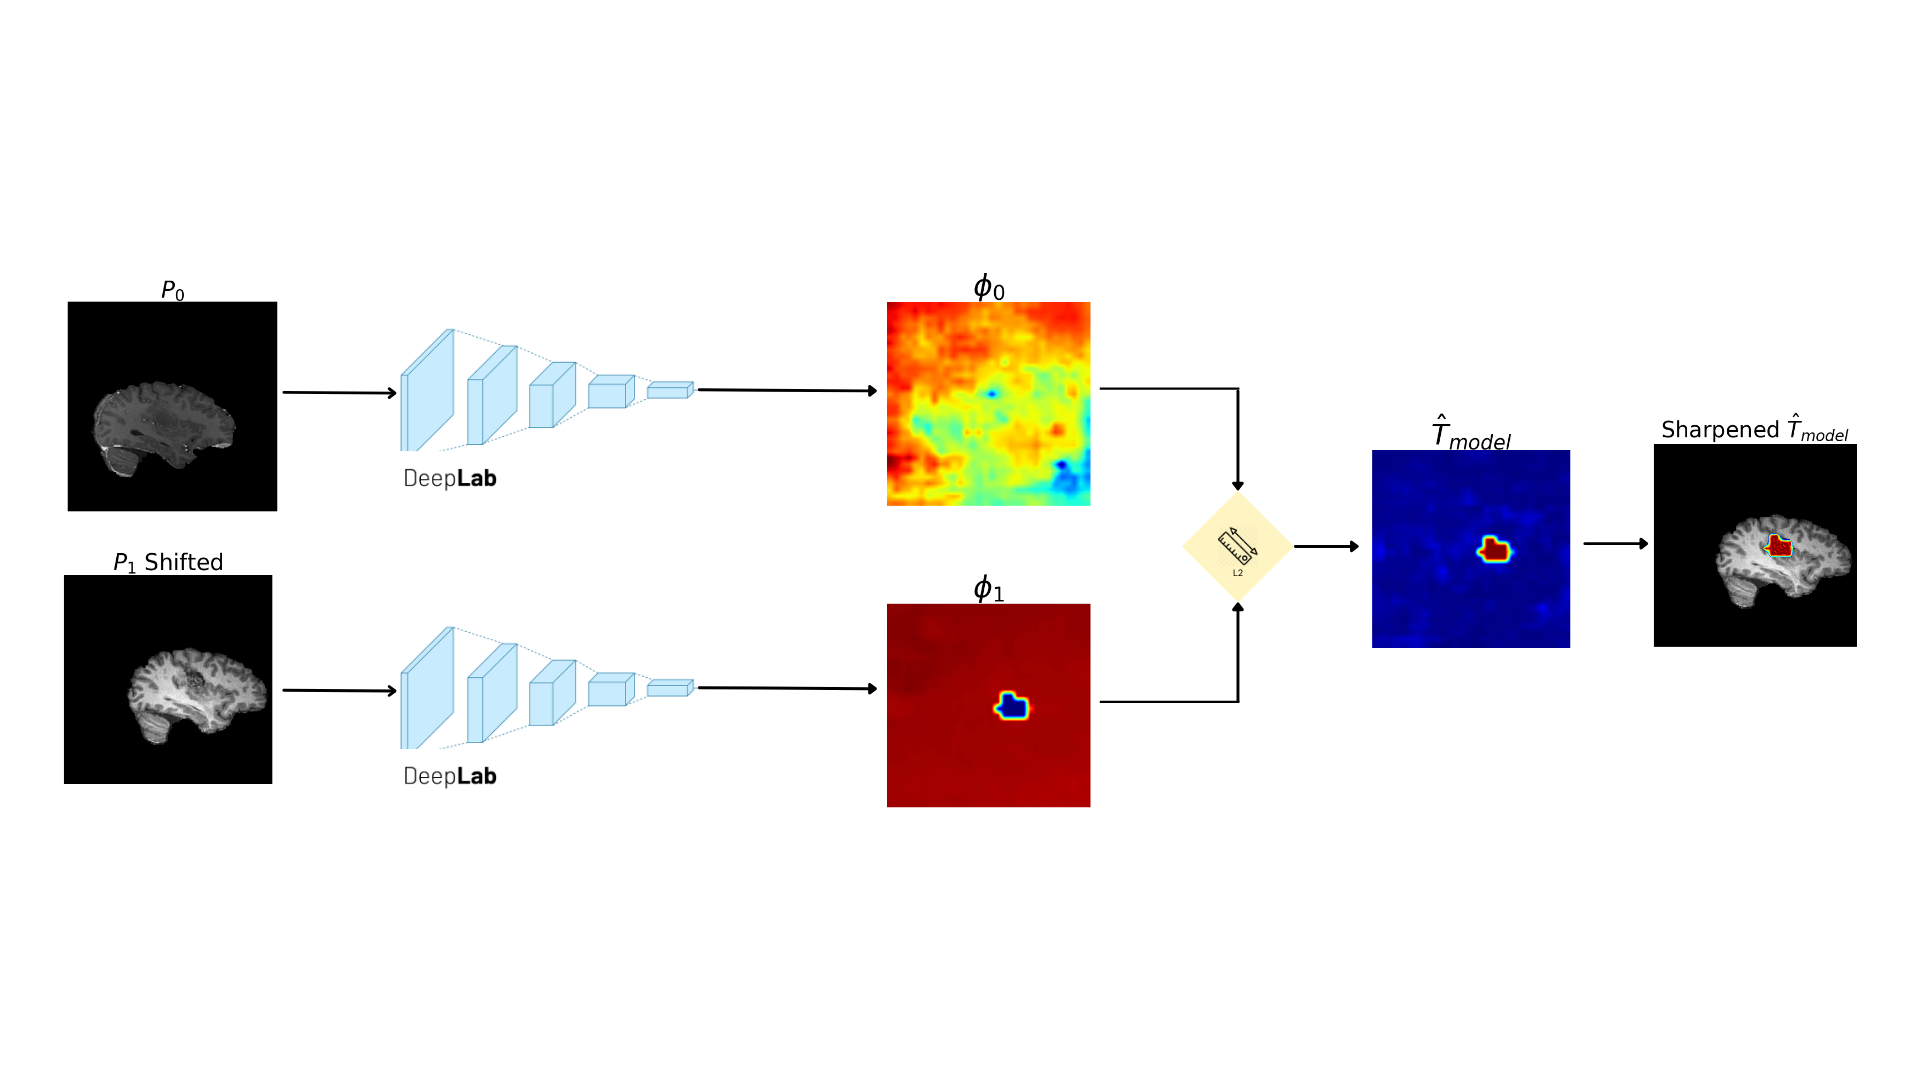 P₀
DeepLab
ϕ₀
P₁ Shifted
DeepLab
ϕ₁
L2
T̂model
Sharpened T̂model